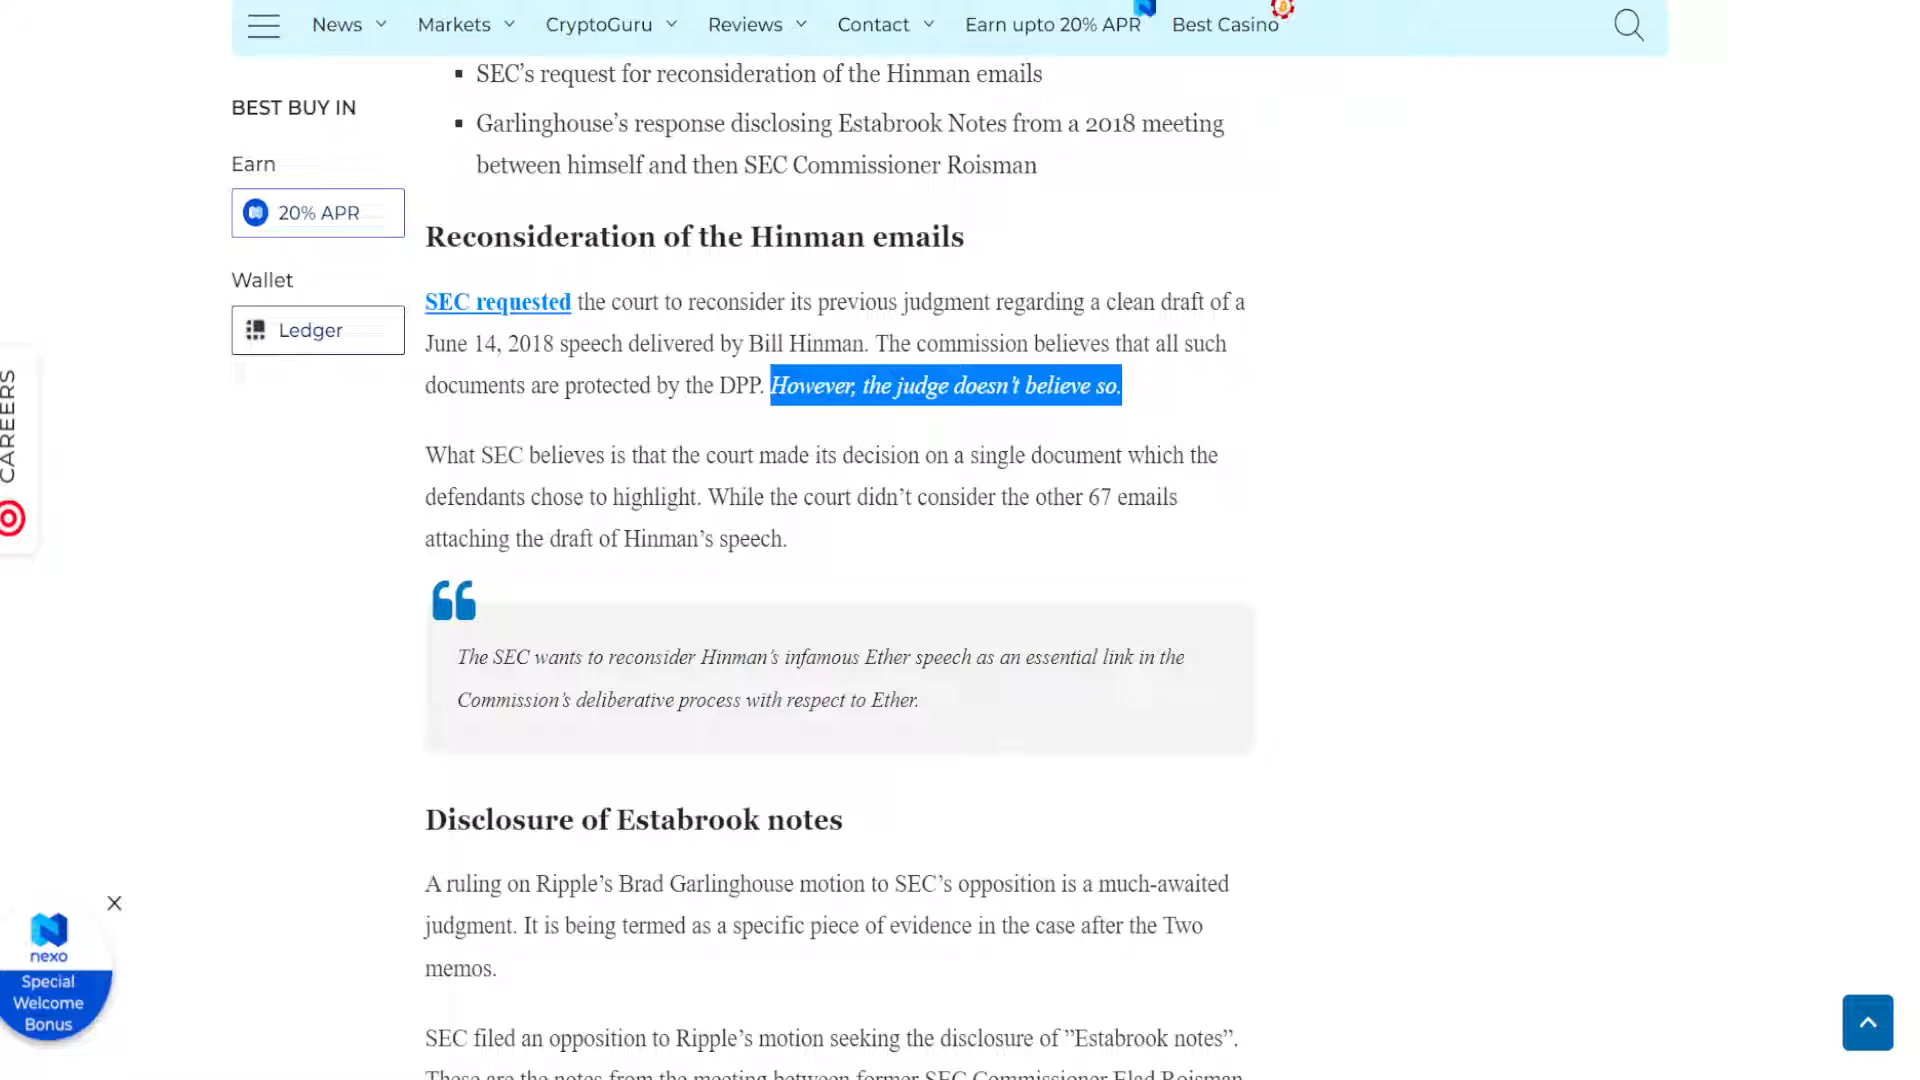 News
Markets
CryptoGuru
Reviews
Contact
Earn upto 20% APR
Best Casino
BEST BUY IN
Earn
20% APR
Wallet
Ledger
CAREERS
SEC’s request for reconsideration of the Hinman emails
Garlinghouse’s response disclosing Estabrook Notes from a 2018 meeting
between himself and then SEC Commissioner Roisman
Reconsideration of the Hinman emails
SEC requested the court to reconsider its previous judgment regarding a clean draft of a
June 14, 2018 speech delivered by Bill Hinman. The commission believes that all such
documents are protected by the DPP. However, the judge doesn’t believe so.
What SEC believes is that the court made its decision on a single document which the
defendants chose to highlight. While the court didn’t consider the other 67 emails
attaching the draft of Hinman’s speech.
The SEC wants to reconsider Hinman’s infamous Ether speech as an essential link in the
Commission’s deliberative process with respect to Ether.
Disclosure of Estabrook notes
A ruling on Ripple’s Brad Garlinghouse motion to SEC’s opposition is a much-awaited
judgment. It is being termed as a specific piece of evidence in the case after the Two
memos.
SEC filed an opposition to Ripple’s motion seeking the disclosure of ”Estabrook notes”.
These are the notes from the meeting between former SEC Commissioner Elad Roisman
nexo
Special
Welcome
Bonus